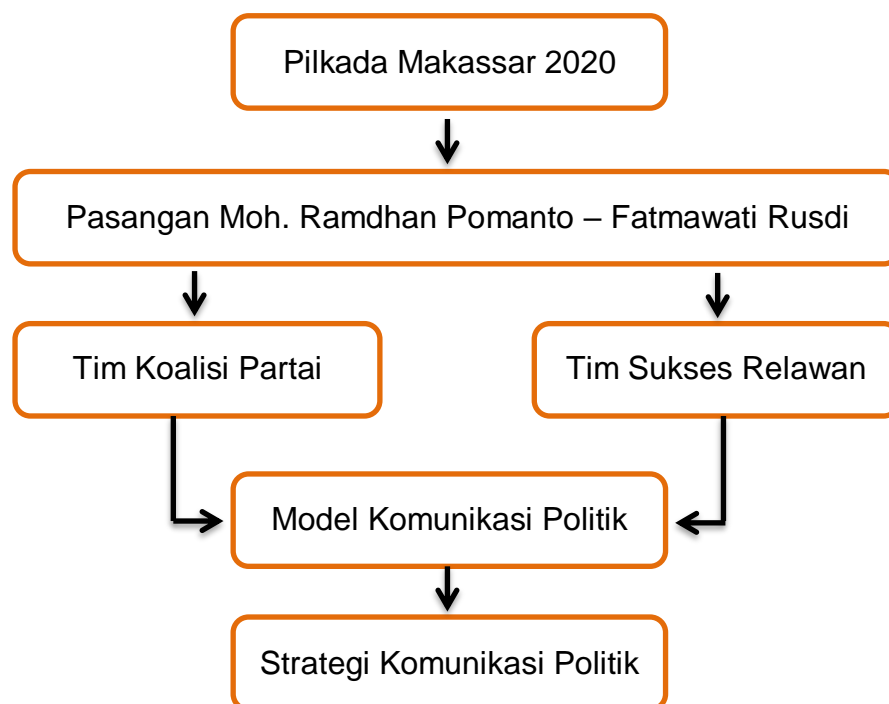 Pilkada Makassar 2020
Pasangan Moh. Ramdhan Pomanto – Fatmawati Rusdi
Tim Koalisi Partai
Tim Sukses Relawan
Model Komunikasi Politik
Strategi Komunikasi Politik